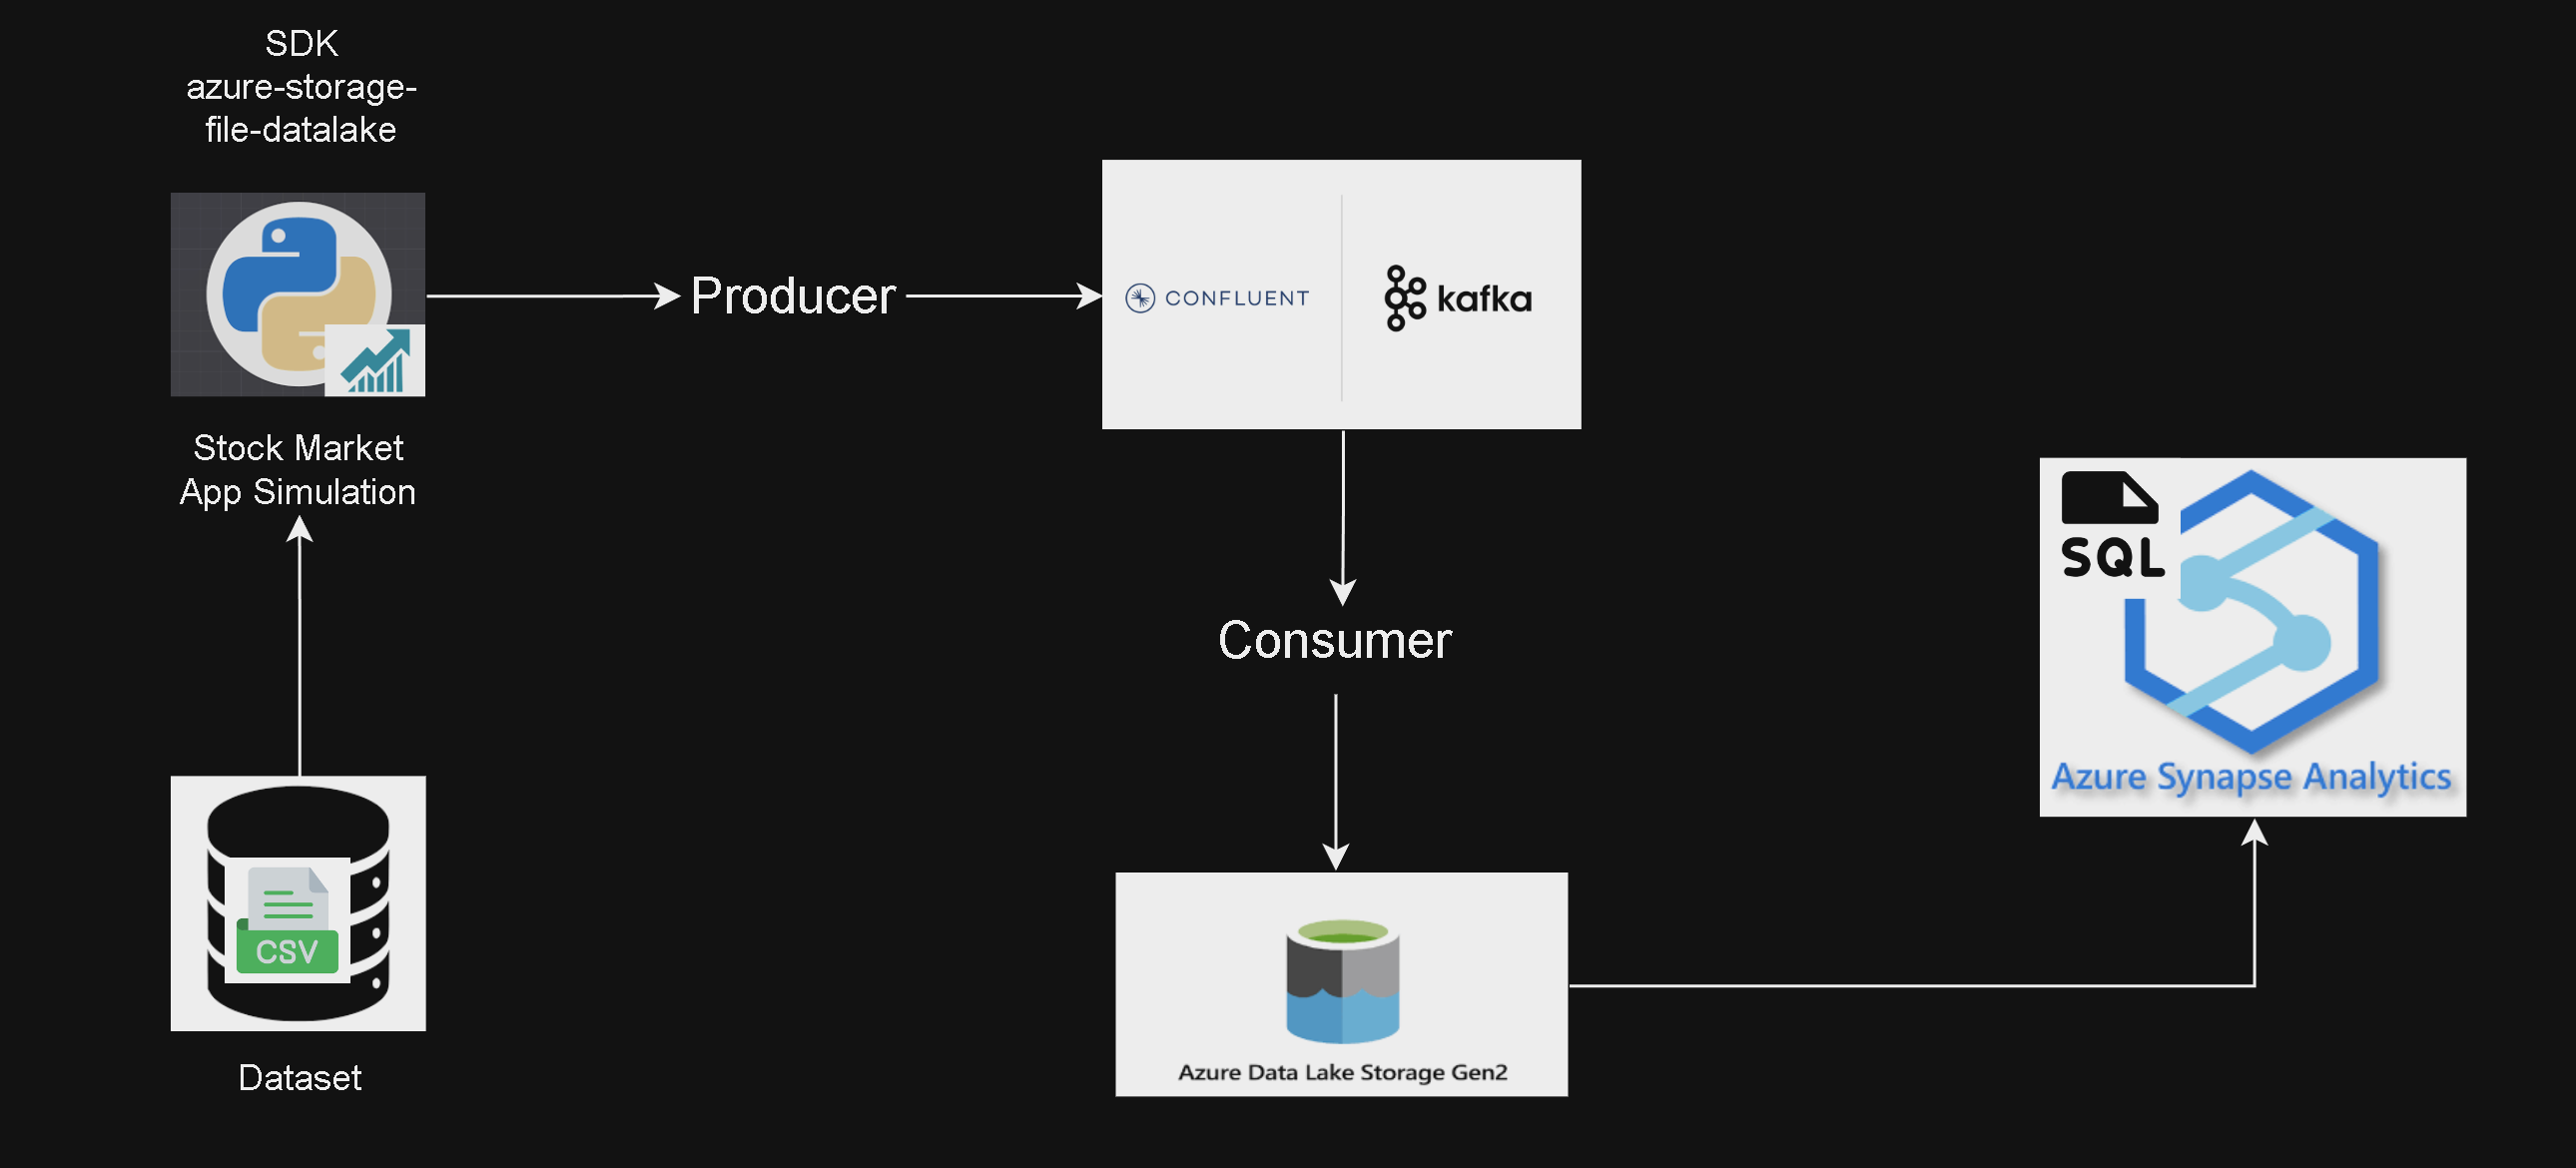 SDK
azure-storage-
file-datalake
Stock Market
App Simulation
CSV
Dataset
Producer
CONFLUENT
kafka
Consumer
Azure Data Lake Storage Gen2
SQL
Azure Synapse Analytics